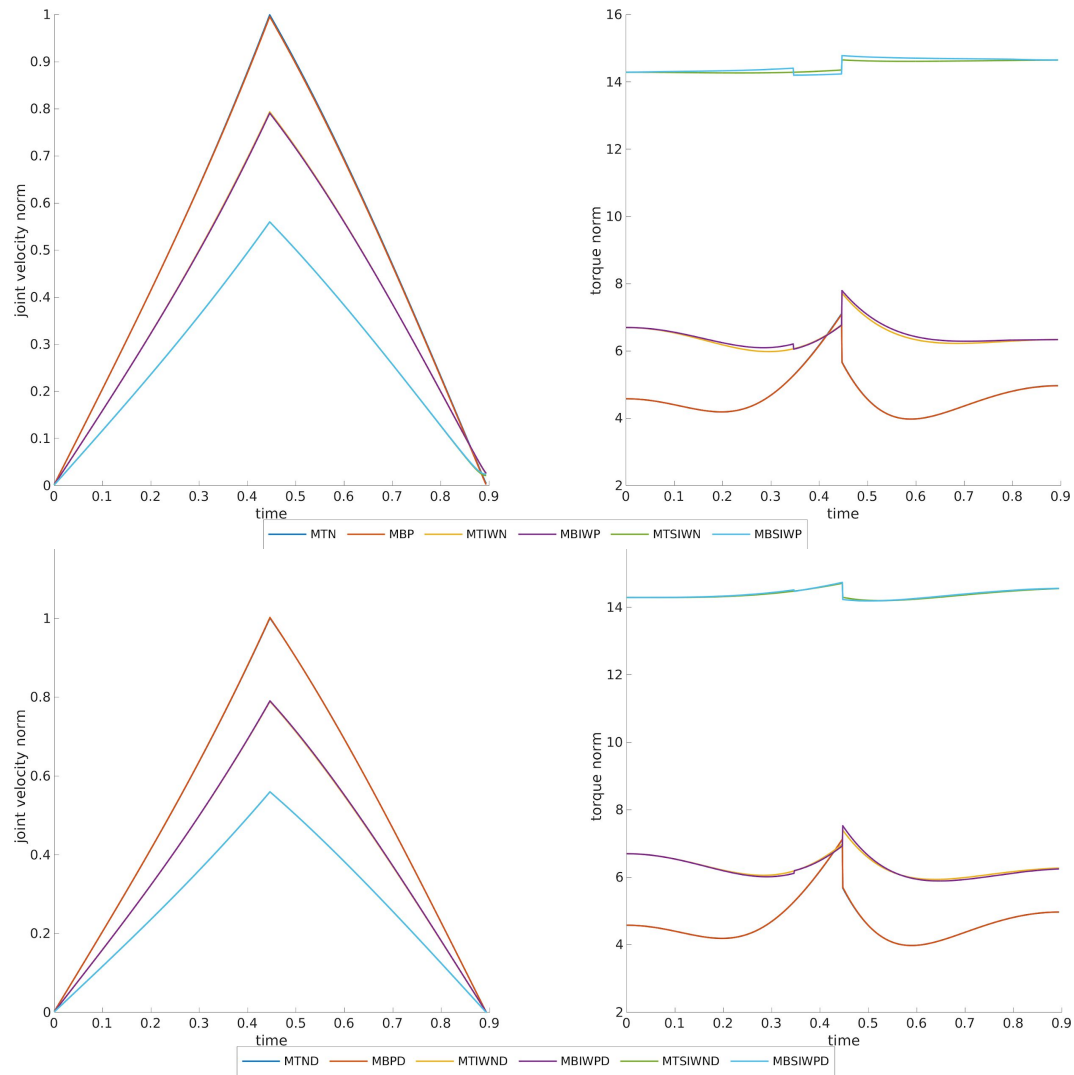 joint velocity norm
1
0.9
0.8
0.7
0.6
0.5
0.4
0.3
0.2
0.1
0
0 0.1 0.2 0.3 0.4 0.5 0.6 0.7 0.8 0.9
time
torque norm
16
14
12
10
8
6
4
2
0 0.1 0.2 0.3 0.4 0.5 0.6 0.7 0.8 0.9
time
MTN MBP MTIWN MBIWP MTSIWN MBSIWP
joint velocity norm
1
0.8
0.6
0.4
0.2
0
0 0.1 0.2 0.3 0.4 0.5 0.6 0.7 0.8 0.9
time
torque norm
14
12
10
8
6
4
2
0 0.1 0.2 0.3 0.4 0.5 0.6 0.7 0.8 0.9
time
MTND MBPD MTIWND MBIWPD MTSIWND MBSIWPD